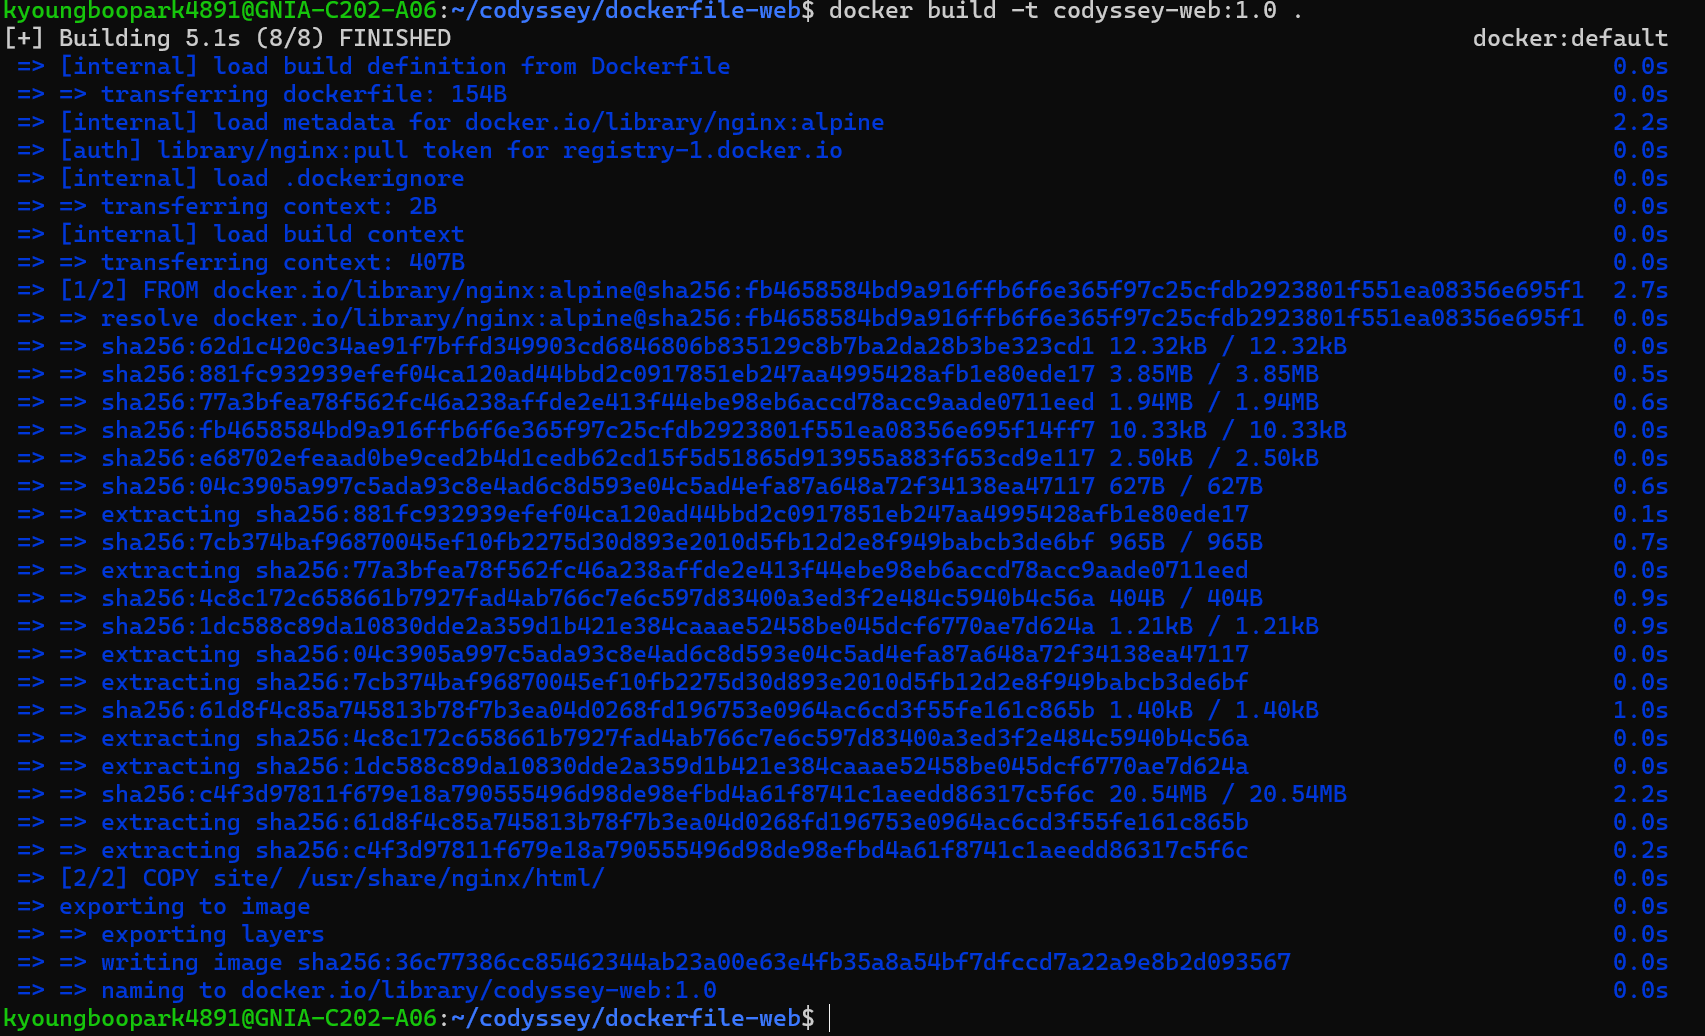 kyoungboopark4891@GNIA-C202-A06:~/codyssey/dockerfile-web$ docker build -t codyssey-web:1.0 .
[+] Building 5.1s (8/8) FINISHED docker:default
=> [internal] load build definition from Dockerfile 0.0s
=> => transferring dockerfile: 154B 0.0s
=> [internal] load metadata for docker.io/library/nginx:alpine 2.2s
=> [auth] library/nginx:pull token for registry-1.docker.io 0.0s
=> [internal] load .dockerignore 0.0s
=> => transferring context: 2B 0.0s
=> [internal] load build context 0.0s
=> => transferring context: 407B 0.0s
=> [1/2] FROM docker.io/library/nginx:alpine@sha256:fb4658584bd9a916ffb6f6e365f97c25cfdb2923801f551ea08356e695f1 2.7s
=> => resolve docker.io/library/nginx:alpine@sha256:fb4658584bd9a916ffb6f6e365f97c25cfdb2923801f551ea08356e695f1 0.0s
=> => sha256:62d1c420c34ae91f7bffd349903cd6846806b835129c8b7ba2da28b3be323cd1 12.32kB / 12.32kB 0.0s
=> => sha256:881fc932939efef04ca120ad44bbd2c0917851eb247aa4995428afb1e80ede17 3.85MB / 3.85MB 0.5s
=> => sha256:77a3bfea78f562fc46a238affde2e413f44ebe98eb6accd78acc9aade0711eed 1.94MB / 1.94MB 0.6s
=> => sha256:fb4658584bd9a916ffb6f6e365f97c25cfdb2923801f551ea08356e695f14ff7 10.33kB / 10.33kB 0.0s
=> => sha256:e68702efeaad0be9ced2b4d1cedb62cd15f5d51865d913955a883f653cd9e117 2.50kB / 2.50kB 0.0s
=> => sha256:04c3905a997c5ada93c8e4ad6c8d593e04c5ad4efa87a648a72f34138ea47117 627B / 627B 0.6s
=> => extracting sha256:881fc932939efef04ca120ad44bbd2c0917851eb247aa4995428afb1e80ede17 0.1s
=> => sha256:7cb374baf96870045ef10fb2275d30d893e2010d5fb12d2e8f949babcb3de6bf 965B / 965B 0.7s
=> => extracting sha256:77a3bfea78f562fc46a238affde2e413f44ebe98eb6accd78acc9aade0711eed 0.0s
=> => sha256:4c8c172c658661b7927fad4ab766c7e6c597d83400a3ed3f2e484c5940b4c56a 404B / 404B 0.9s
=> => sha256:1dc588c89da10830dde2a359d1b421e384caaae52458be045dcf6770ae7d624a 1.21kB / 1.21kB 0.9s
=> => extracting sha256:04c3905a997c5ada93c8e4ad6c8d593e04c5ad4efa87a648a72f34138ea47117 0.0s
=> => extracting sha256:7cb374baf96870045ef10fb2275d30d893e2010d5fb12d2e8f949babcb3de6bf 0.0s
=> => sha256:61d8f4c85a745813b78f7b3ea04d0268fd196753e0964ac6cd3f55fe161c865b 1.40kB / 1.40kB 1.0s
=> => extracting sha256:4c8c172c658661b7927fad4ab766c7e6c597d83400a3ed3f2e484c5940b4c56a 0.0s
=> => extracting sha256:1dc588c89da10830dde2a359d1b421e384caaae52458be045dcf6770ae7d624a 0.0s
=> => sha256:c4f3d97811f679e18a790555496d98de98efbd4a61f8741c1aeedd86317c5f6c 20.54MB / 20.54MB 2.2s
=> => extracting sha256:61d8f4c85a745813b78f7b3ea04d0268fd196753e0964ac6cd3f55fe161c865b 0.0s
=> => extracting sha256:c4f3d97811f679e18a790555496d98de98efbd4a61f8741c1aeedd86317c5f6c 0.2s
=> [2/2] COPY site/ /usr/share/nginx/html/ 0.0s
=> exporting to image 0.0s
=> => exporting layers 0.0s
=> => writing image sha256:36c77386cc85462344ab23a00e63e4fb35a8a54bf7dfccd7a22a9e8b2d093567 0.0s
=> => naming to docker.io/library/codyssey-web:1.0 0.0s
kyoungboopark4891@GNIA-C202-A06:~/codyssey/dockerfile-web$